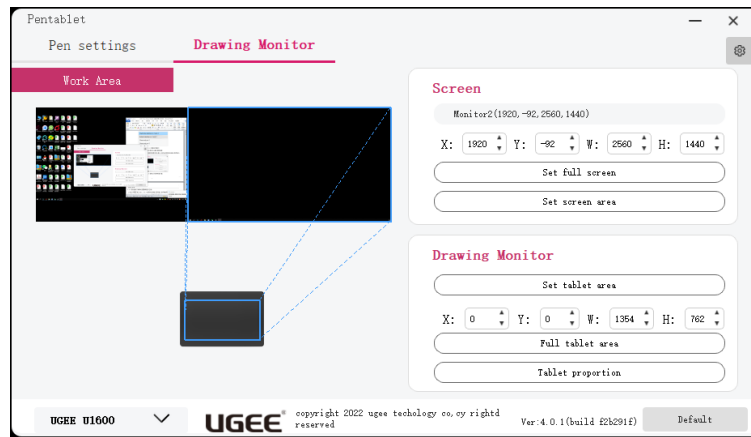 Pentablet
Pen settings
Drawing Monitor
Work Area
Screen
Monitor2(1920,-92,2560,1440)
X: 1920 Y: -92 W: 2560 H: 1440
Set full screen
Set screen area
Drawing Monitor
Set tablet area
X: 0 Y: 0 W: 1354 H: 762
Full tablet area
Tablet proportion
UGEE U1600
UGEE®
copyright 2022 ugee techology co,oy rightd
reserved
Ver:4.0.1(build f2b291f)
Default